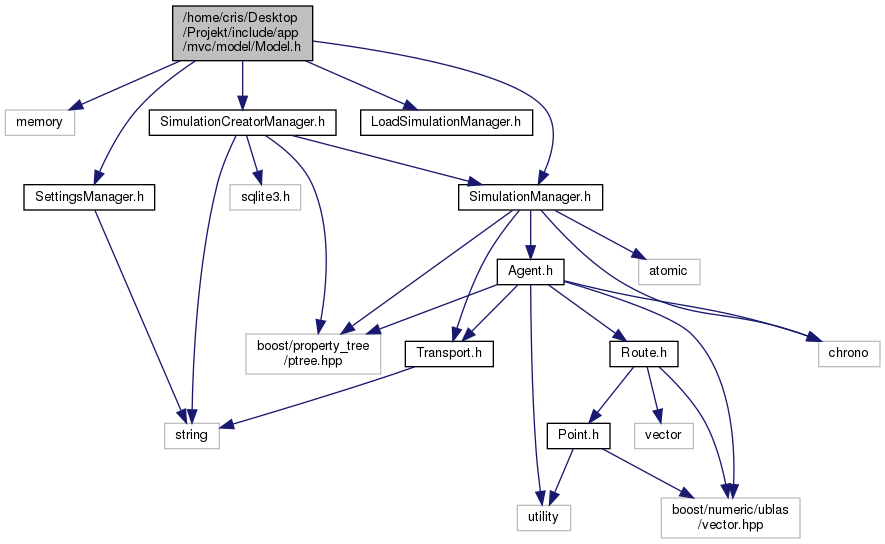 /home/cris/Desktop
/Projekt/include/app
/mvc/model/Model.h
memory
SimulationCreatorManager.h
LoadSimulationManager.h
SettingsManager.h
sqlite3.h
SimulationManager.h
Agent.h
atomic
boost/property_tree
/ptree.hpp
Transport.h
Route.h
chrono
string
Point.h
vector
utility
boost/numeric/ublas
/vector.hpp